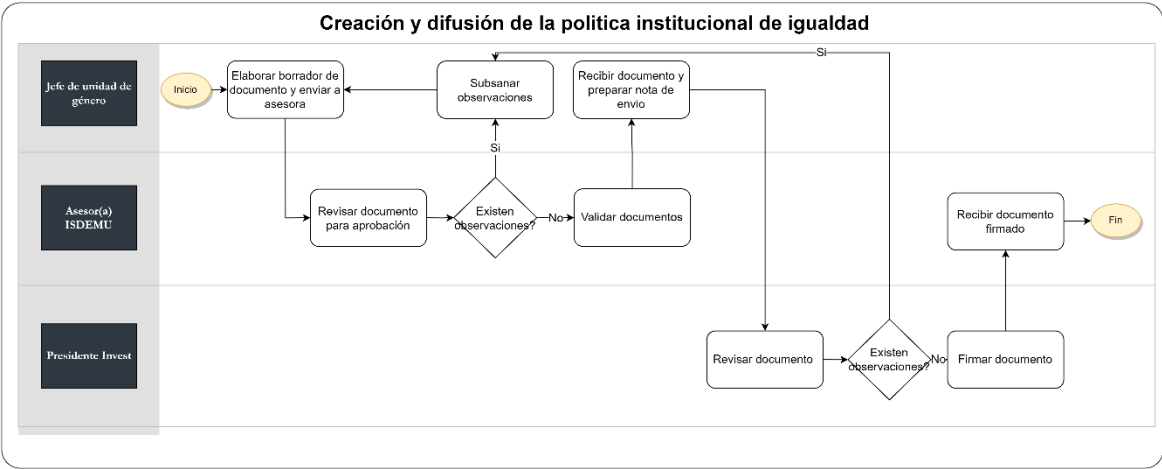 Creación y difusión de la politica institucional de igualdad
Si
Jefe de unidad de
género
Inicio
Elaborar borrador de
documento y enviar a
asesora
Subsanar
observaciones
Recibir documento y
preparar nota de
envio
Si
Asesor(a)
ISDEMU
Revisar documento
para aprobación
Existen
observaciones?
No
Validar documentos
Recibir documento
firmado
Fin
Presidente Invest
Revisar documento
Existen
observaciones?
No
Firmar documento